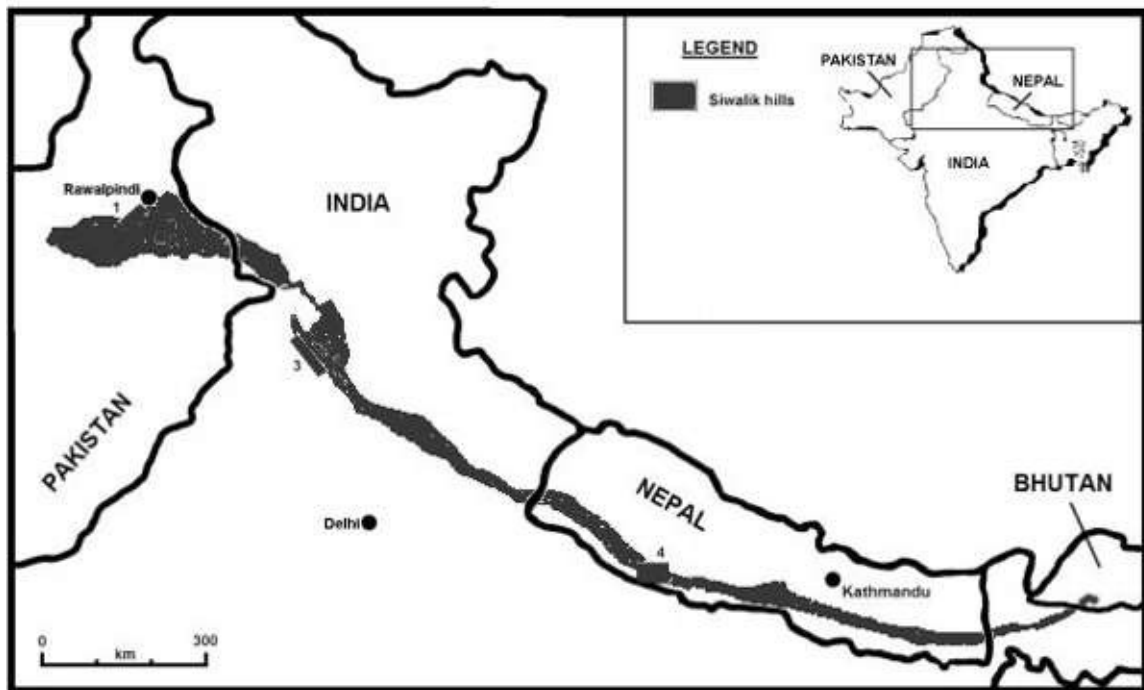 LEGEND
Siwalik hills
PAKISTAN
NEPAL
INDIA
Rawalpindi
1
INDIA
3
PAKISTAN
Delhi
NEPAL
4
Kathmandu
BHUTAN
0 300
km